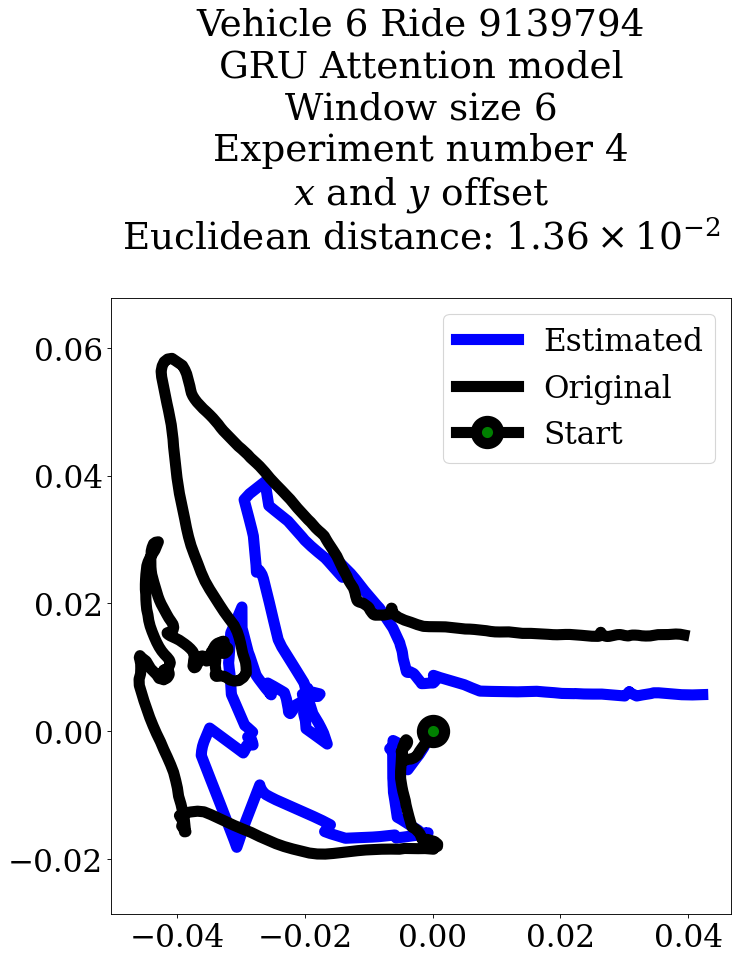 Vehicle 6 Ride 9139794
GRU Attention model
Window size 6
Experiment number 4
x and y offset
Euclidean distance: 1.36 × 10⁻²
Estimated
Original
Start
0.06
0.04
0.02
0.00
−0.02
−0.04 −0.02 0.00 0.02 0.04